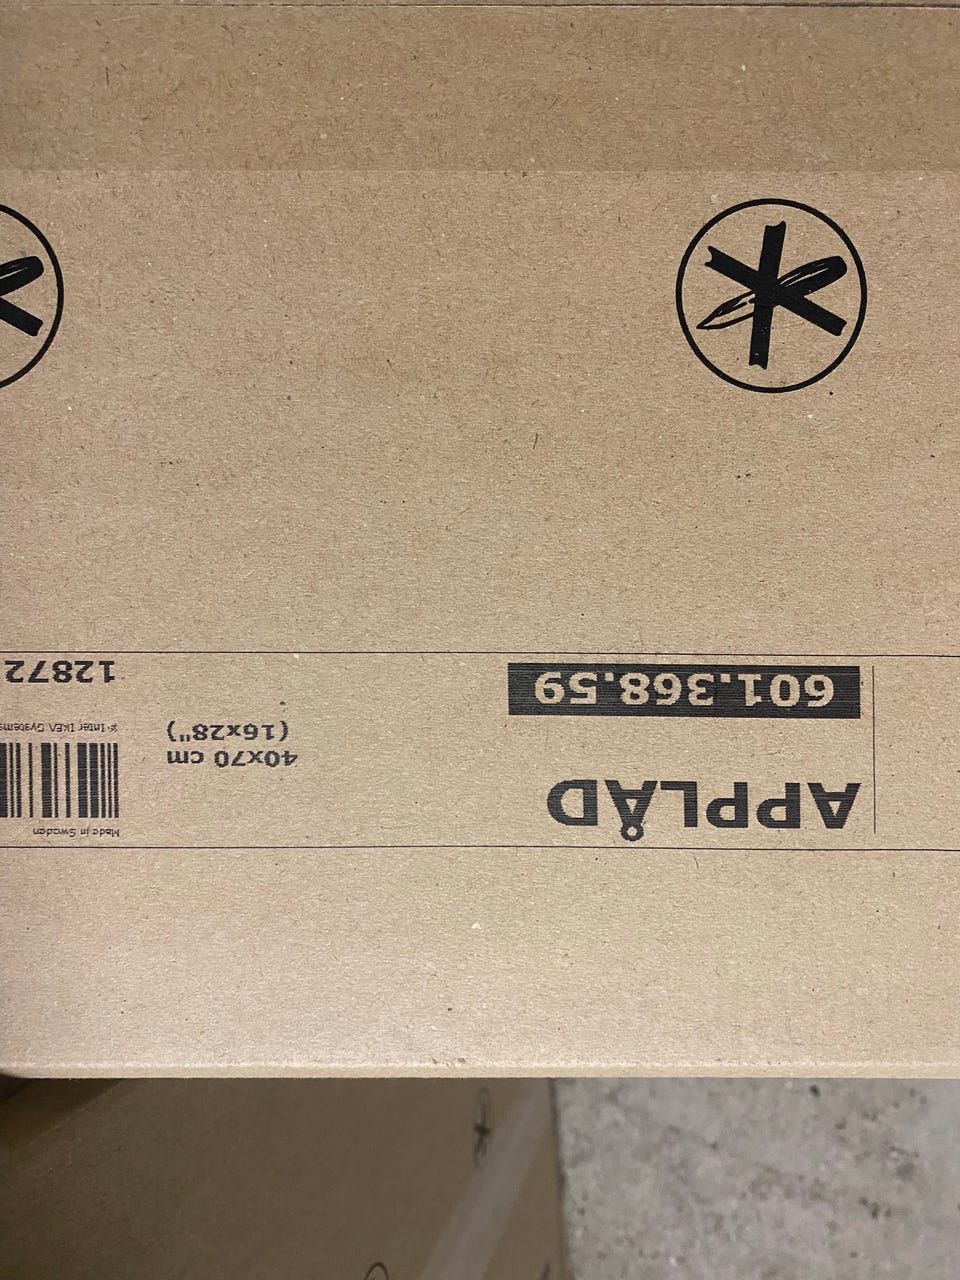 APPLÅD
601.368.59
40x70 cm
(16x28")
Made in Sweden
Inter IKEA Systems
12872